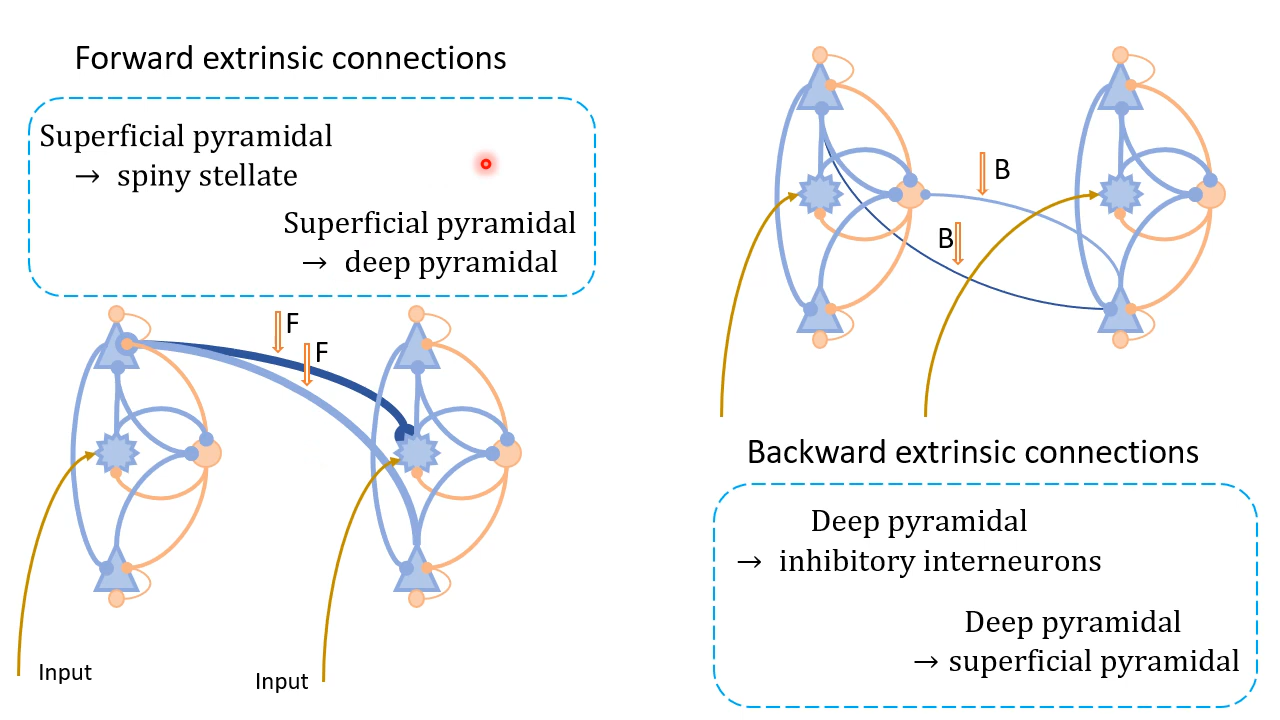 Forward extrinsic connections
Superficial pyramidal
→ spiny stellate
Superficial pyramidal
→ deep pyramidal
F
F
Input
Input
B
B
Backward extrinsic connections
Deep pyramidal
→ inhibitory interneurons
Deep pyramidal
→ superficial pyramidal